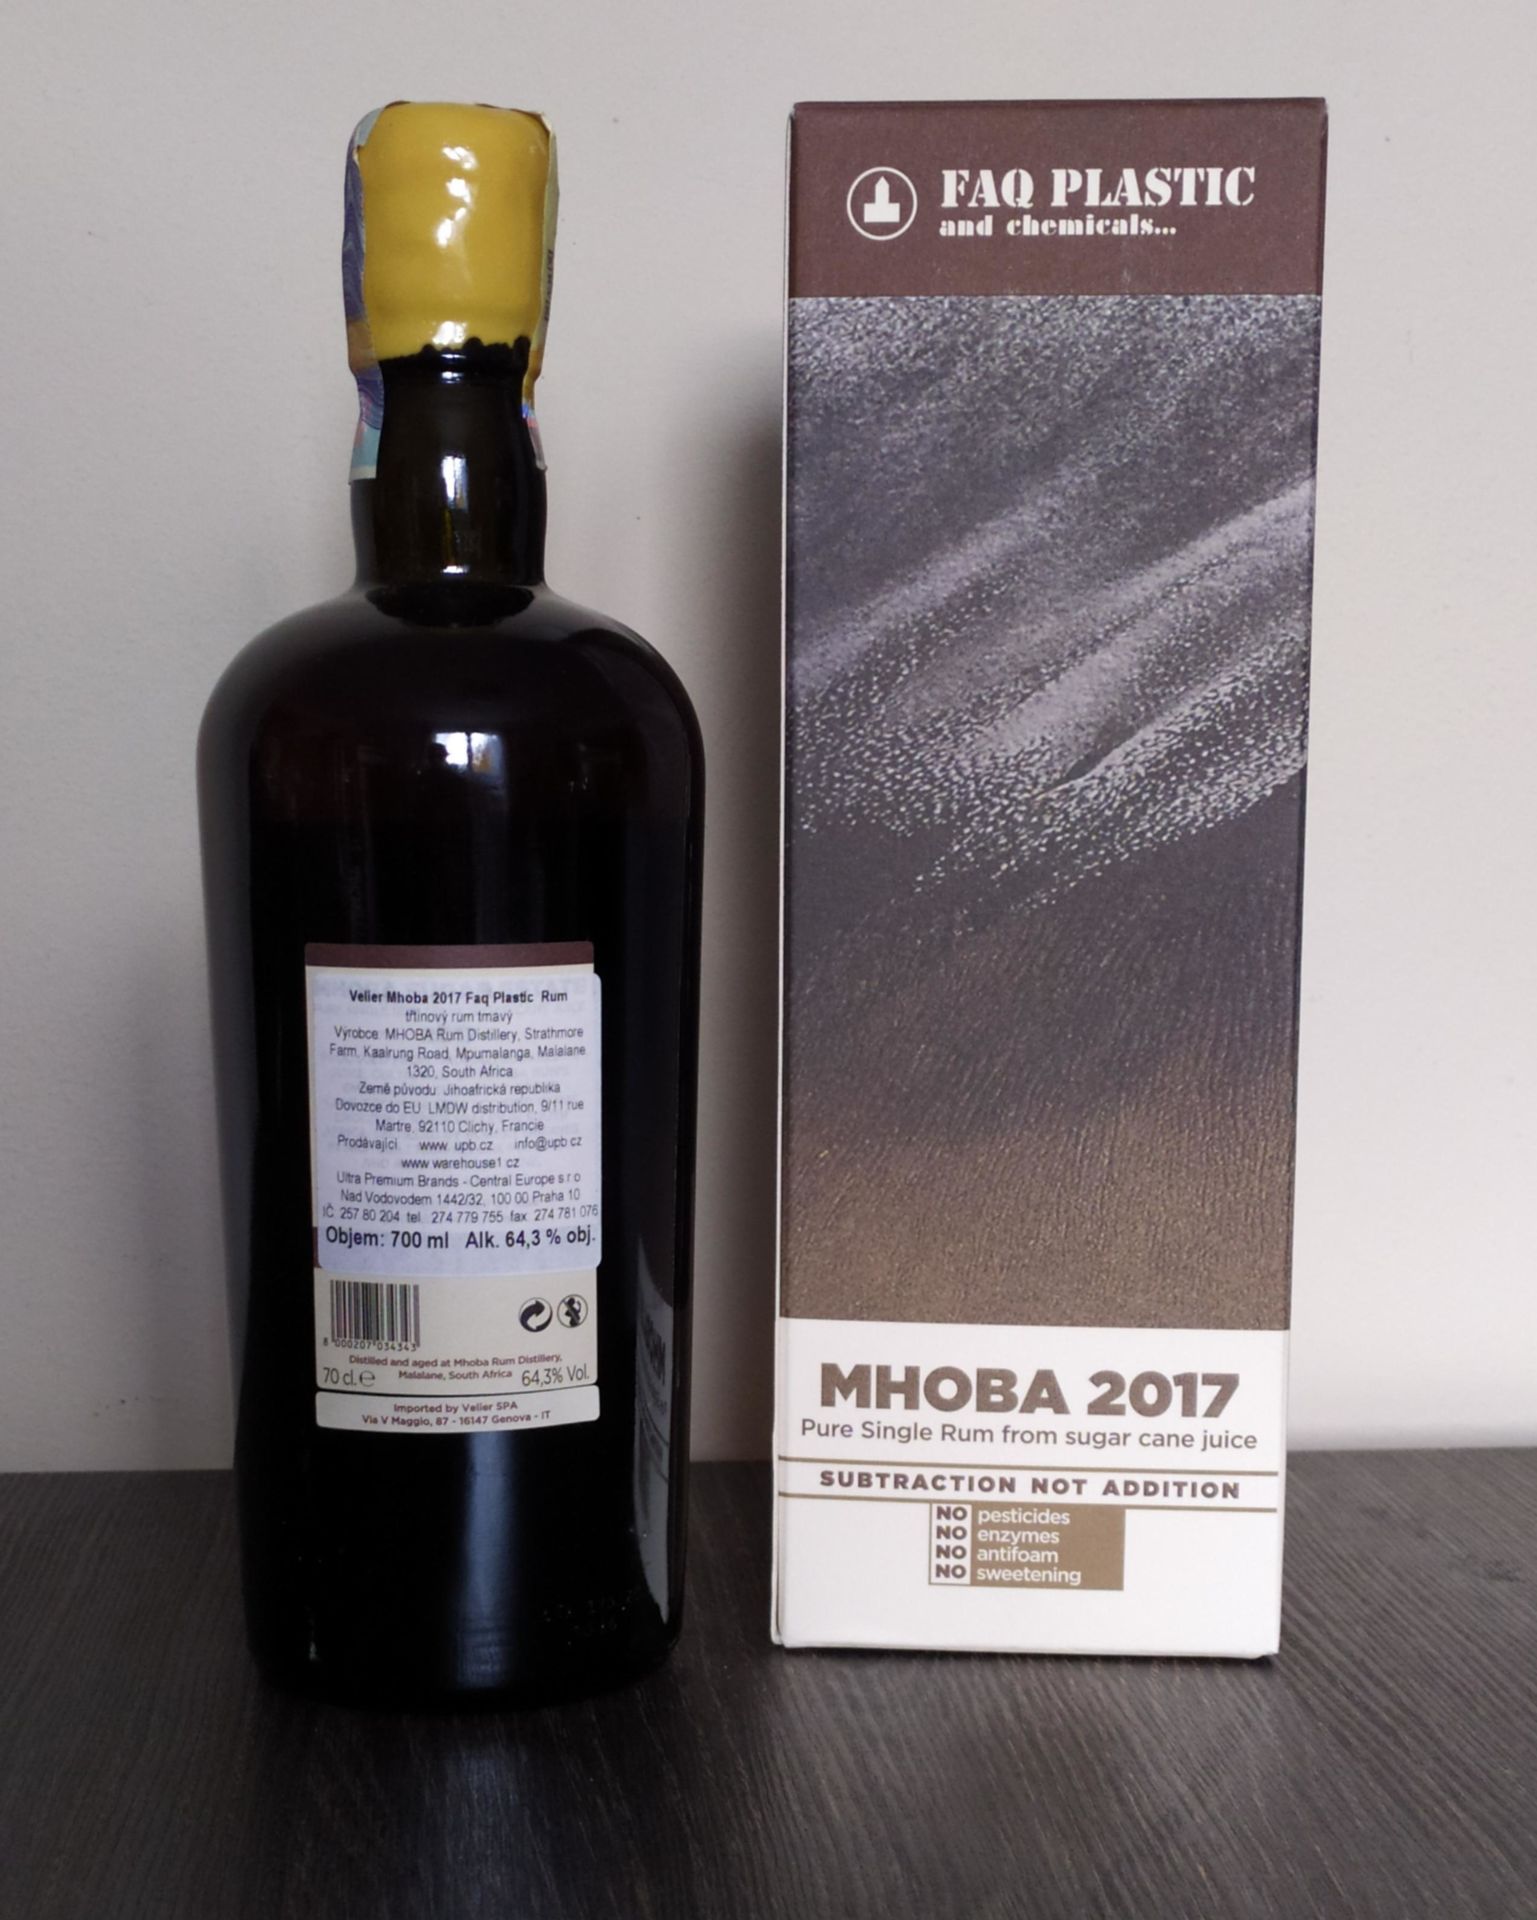 Velier Mhoba 2017 Faq Plastic Rum
třtinový rum tmavý
Výrobce: MHOBA Rum Distillery, Strathmore
Farm, Kaalrung Road, Mpumalanga, Malalane
1320, South Africa
Země původu: Jihoafrická republika
Dovozce do EU: LMDW distribution, 9/11 rue
Martre, 92110 Clichy, Francie
Prodávající: www.upb.cz info@upb.cz
www.warehouse1.cz
Ultra Premium Brands - Central Europe s.r.o
Nad Vodovodem 1442/32, 100 00 Praha 10
IČ: 257 80 204 tel. 274 779 755 fax. 274 781 076
Objem: 700 ml Alk. 64,3 % obj.
8 000207 034343
Distilled and aged at Mhoba Rum Distillery,
70 cl. e Malalane, South Africa 64,3% Vol.
Imported by Velier SPA
Via V Maggio, 87 - 16147 Genova - IT
FAQ PLASTIC
and chemicals...
MHOBA 2017
Pure Single Rum from sugar cane juice
SUBTRACTION NOT ADDITION
NO pesticides
NO enzymes
NO antifoam
NO sweetening